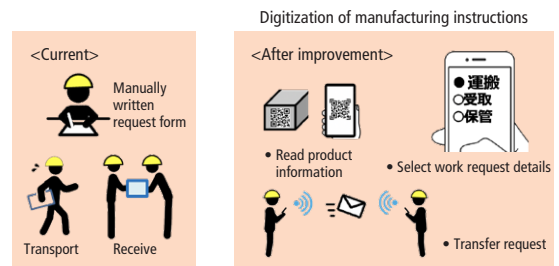 Digitization of manufacturing instructions
<Current>
Manually
written
request form
Transport
Receive
<After improvement>
• Read product
information
●運搬
○受取
○保管
• Select work request details
• Transfer request